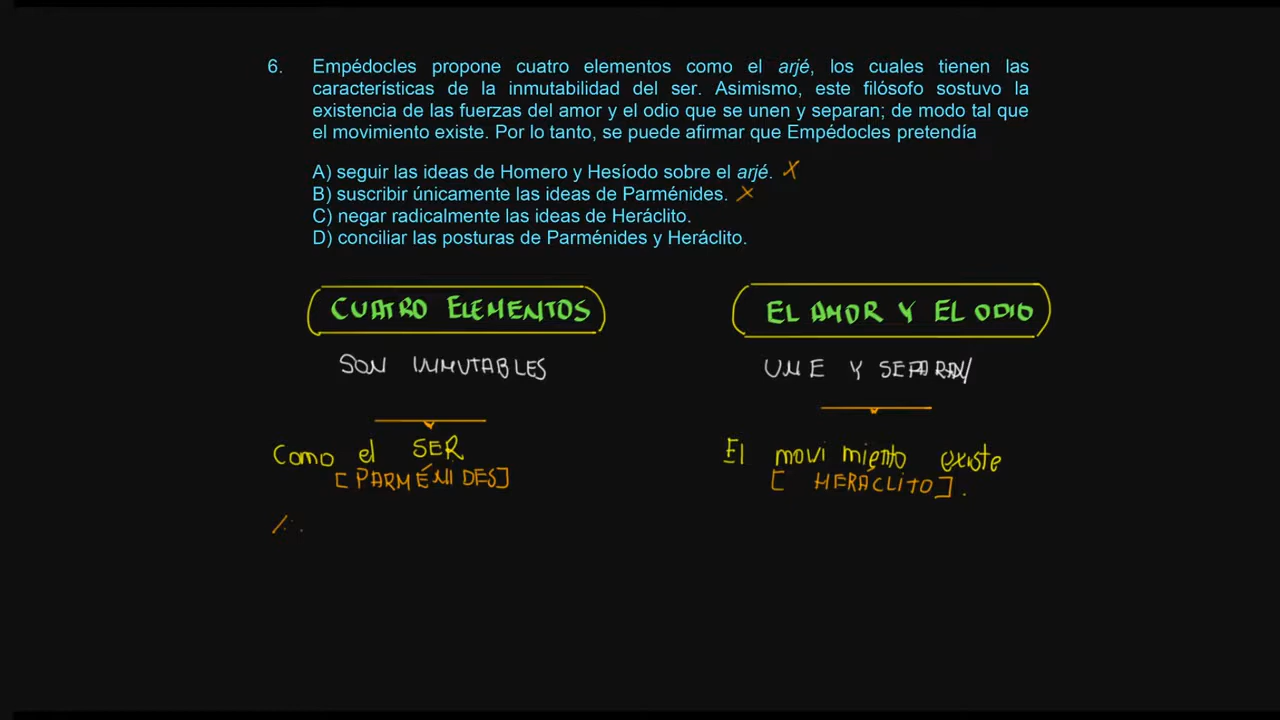 6. Empédocles propone cuatro elementos como el arjé, los cuales tienen las
características de la inmutabilidad del ser. Asimismo, este filósofo sostuvo la
existencia de las fuerzas del amor y el odio que se unen y separan; de modo tal que
el movimiento existe. Por lo tanto, se puede afirmar que Empédocles pretendía
A) seguir las ideas de Homero y Hesíodo sobre el arjé. X
B) suscribir únicamente las ideas de Parménides. X
C) negar radicalmente las ideas de Heráclito.
D) conciliar las posturas de Parménides y Heráclito.
CUATRO ELEMENTOS
EL AMOR Y EL ODIO
SON INMUTABLES
UNE Y SEPARAN
Como el SER
[PARMÉNIDES]
El movimiento existe
[HERÁCLITO].